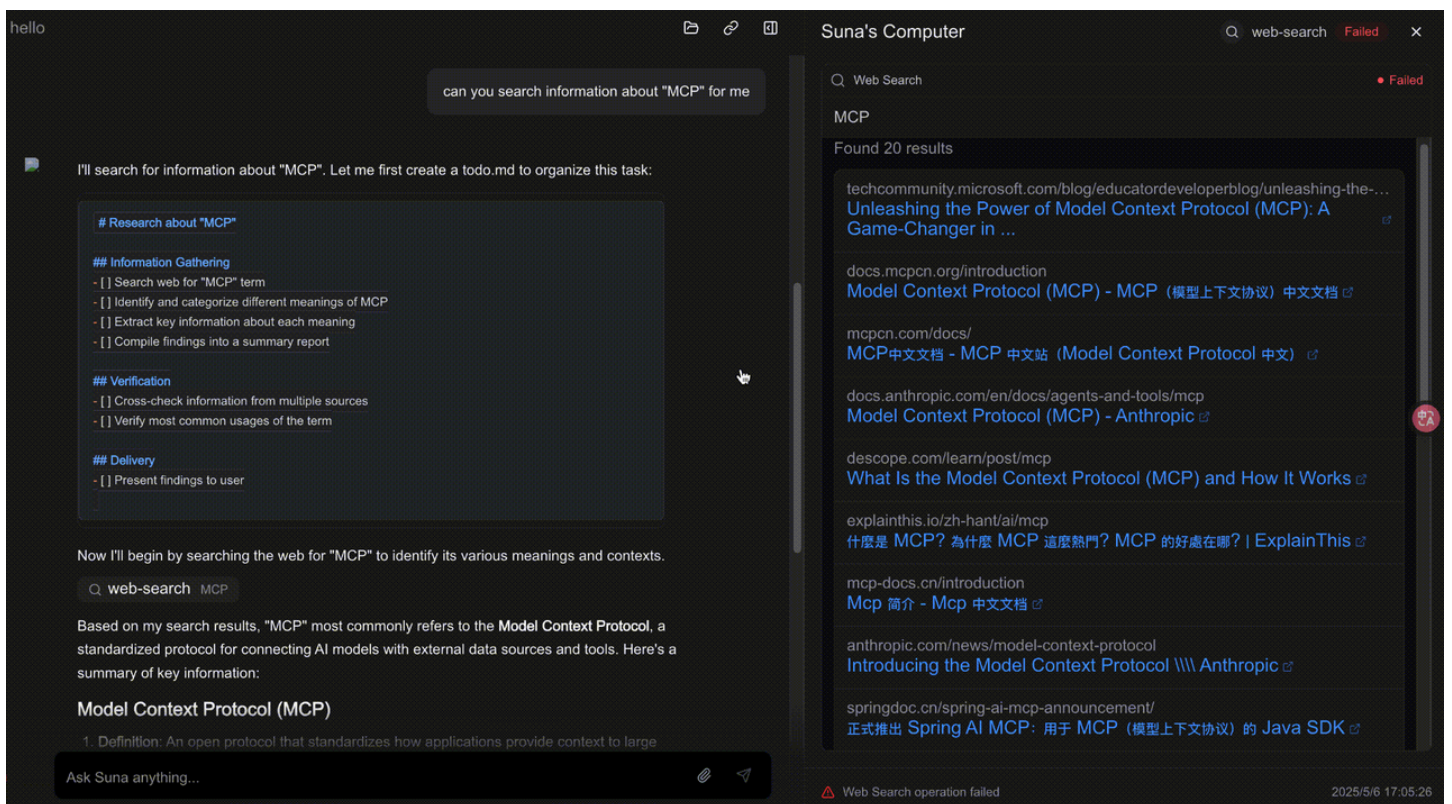 hello
can you search information about "MCP" for me
I'll search for information about "MCP". Let me first create a todo.md to organize this task:
# Research about "MCP"
## Information Gathering
- [ ] Search web for "MCP" term
- [ ] Identify and categorize different meanings of MCP
- [ ] Extract key information about each meaning
- [ ] Compile findings into a summary report
## Verification
- [ ] Cross-check information from multiple sources
- [ ] Verify most common usages of the term
## Delivery
- [ ] Present findings to user
Now I'll begin by searching the web for "MCP" to identify its various meanings and contexts.
web-search MCP
Based on my search results, "MCP" most commonly refers to the Model Context Protocol, a
standardized protocol for connecting AI models with external data sources and tools. Here's a
summary of key information:
Model Context Protocol (MCP)
1. Definition: An open protocol that standardizes how applications provide context to large
Ask Suna anything...
Suna's Computer
web-search Failed
Web Search
Failed
MCP
Found 20 results
techcommunity.microsoft.com/blog/educatordeveloperblog/unleashing-the-...
Unleashing the Power of Model Context Protocol (MCP): A
Game-Changer in ...
docs.mcpcn.org/introduction
Model Context Protocol (MCP) - MCP（模型上下文协议）中文文档
mcpcn.com/docs/
MCP中文文档 - MCP 中文站（Model Context Protocol 中文）
docs.anthropic.com/en/docs/agents-and-tools/mcp
Model Context Protocol (MCP) - Anthropic
descope.com/learn/post/mcp
What Is the Model Context Protocol (MCP) and How It Works
explainthis.io/zh-hant/ai/mcp
什麼是 MCP? 為什麼 MCP 這麼熱門? MCP 的好處在哪? | ExplainThis
mcp-docs.cn/introduction
Mcp 简介 - Mcp 中文文档
anthropic.com/news/model-context-protocol
Introducing the Model Context Protocol \\\\ Anthropic
springdoc.cn/spring-ai-mcp-announcement/
正式推出 Spring AI MCP：用于 MCP（模型上下文协议）的 Java SDK
中A
Web Search operation failed
2025/5/6 17:05:26